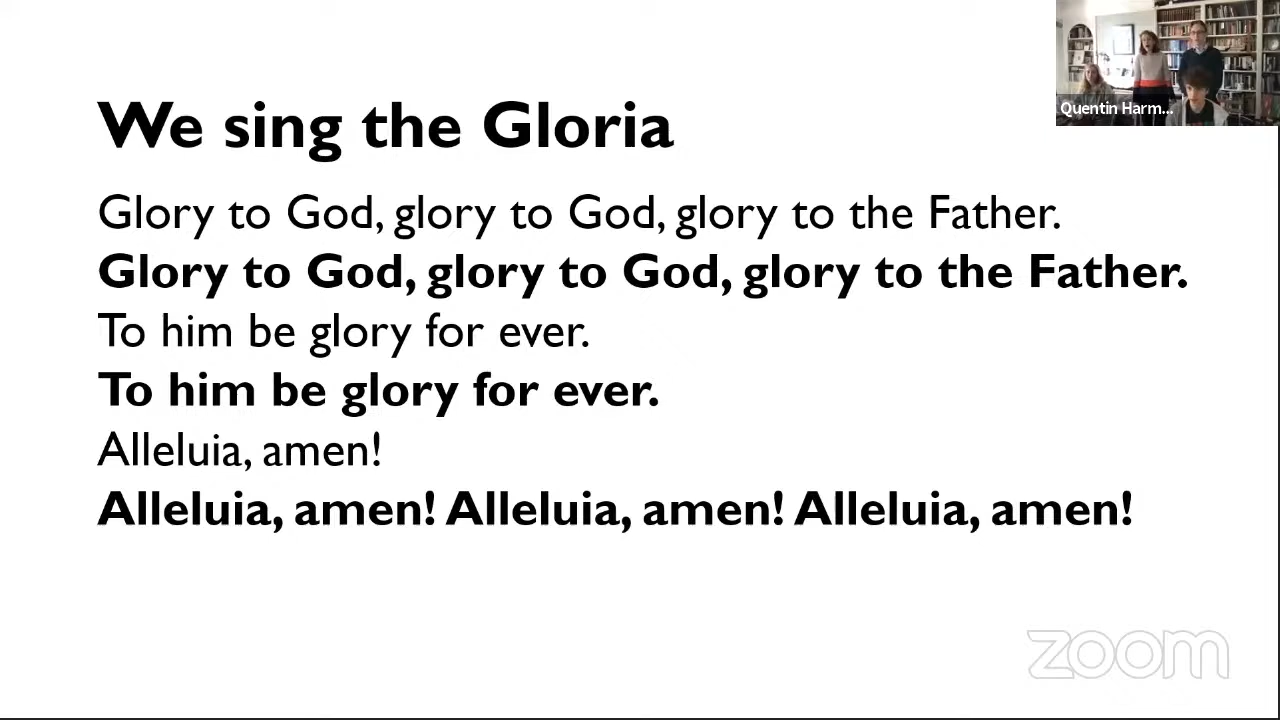 Quentin Harm...
We sing the Gloria
Glory to God, glory to God, glory to the Father.
Glory to God, glory to God, glory to the Father.
To him be glory for ever.
To him be glory for ever.
Alleluia, amen!
Alleluia, amen! Alleluia, amen! Alleluia, amen!
zoom